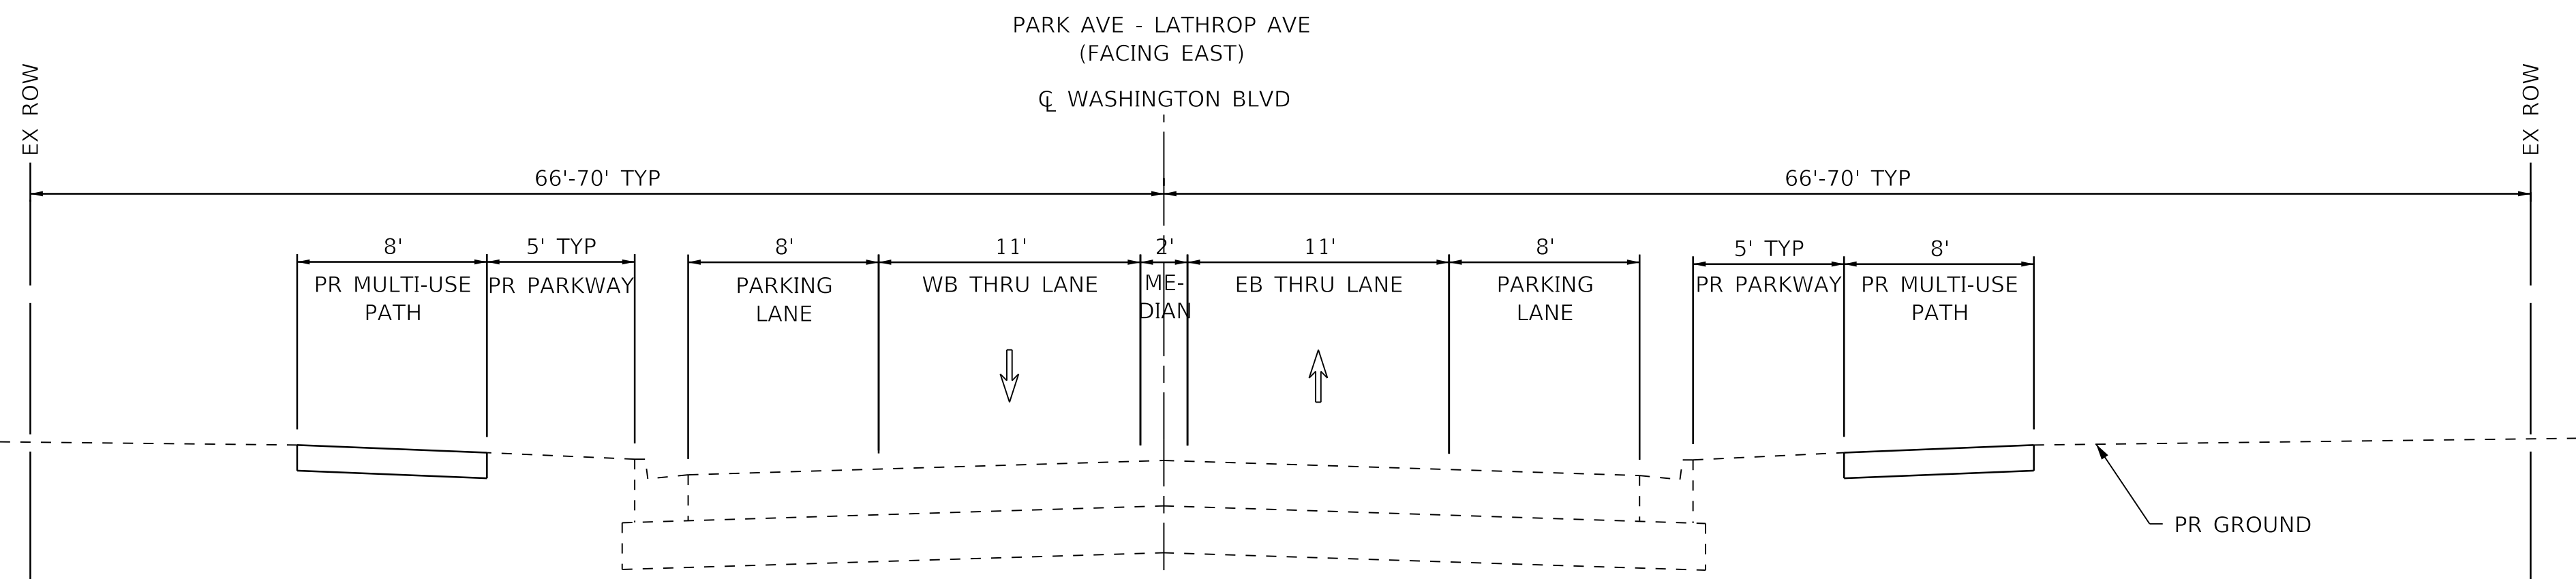 PARK AVE - LATHROP AVE
(FACING EAST)
℄ WASHINGTON BLVD
EX ROW
EX ROW
66'-70' TYP
66'-70' TYP
8'
5' TYP
8'
11'
2'
11'
8'
5' TYP
8'
PR MULTI-USE
PATH
PR PARKWAY
PARKING
LANE
WB THRU LANE
ME-
DIAN
EB THRU LANE
PARKING
LANE
PR PARKWAY
PR MULTI-USE
PATH
PR GROUND